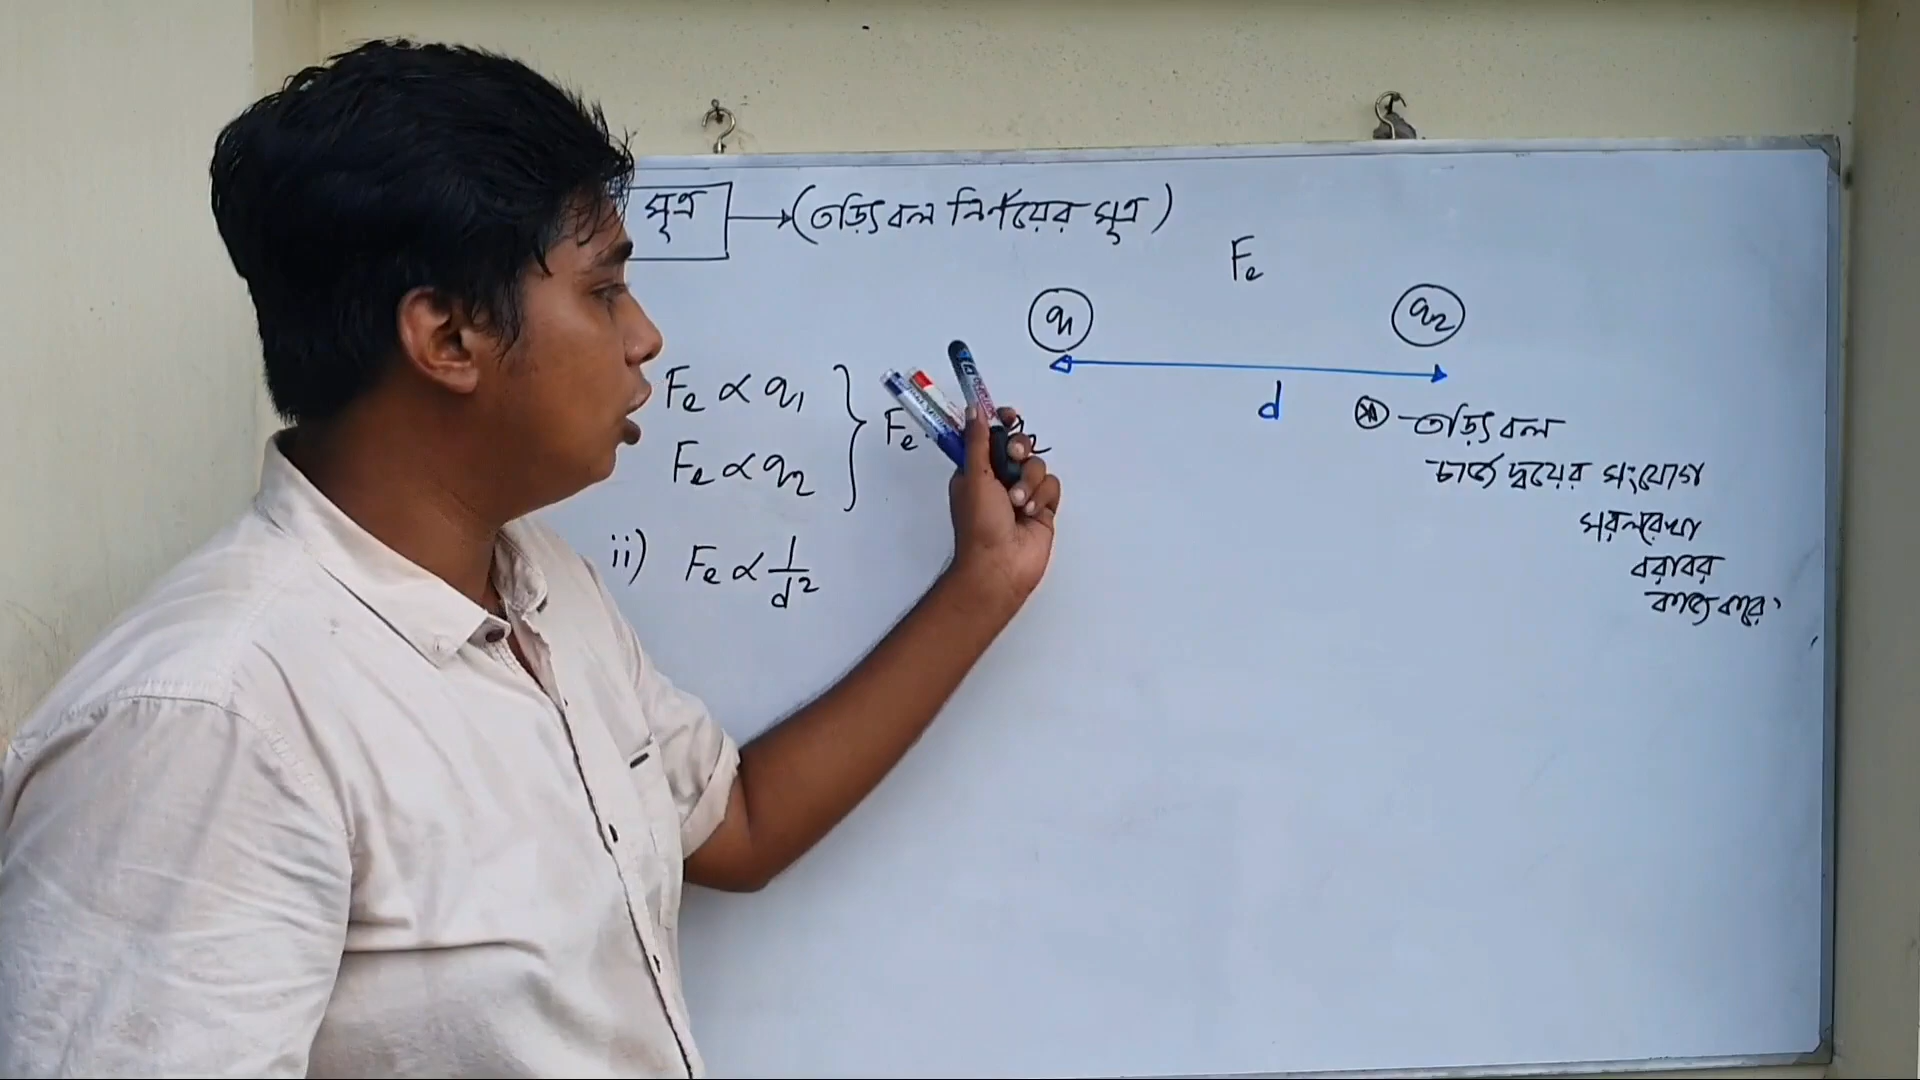 সূত্র → (তড়িৎ বল নির্ণয়ের সূত্র)
Fe
q1 q2
d
Fe ∝ q1
Fe ∝ q2
Fe
ii) Fe ∝ 1/d²
⊛ তড়িৎ বল
চার্জ দ্বয়ের সংযোগ
সরলরেখা
বরাবর
কাজ করে